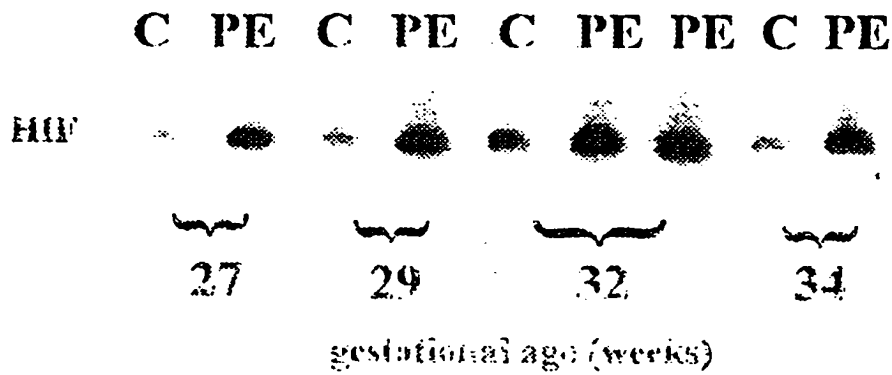 C PE C PE C PE PE C PE
HIF
27 29 32 34
gestational age (weeks)